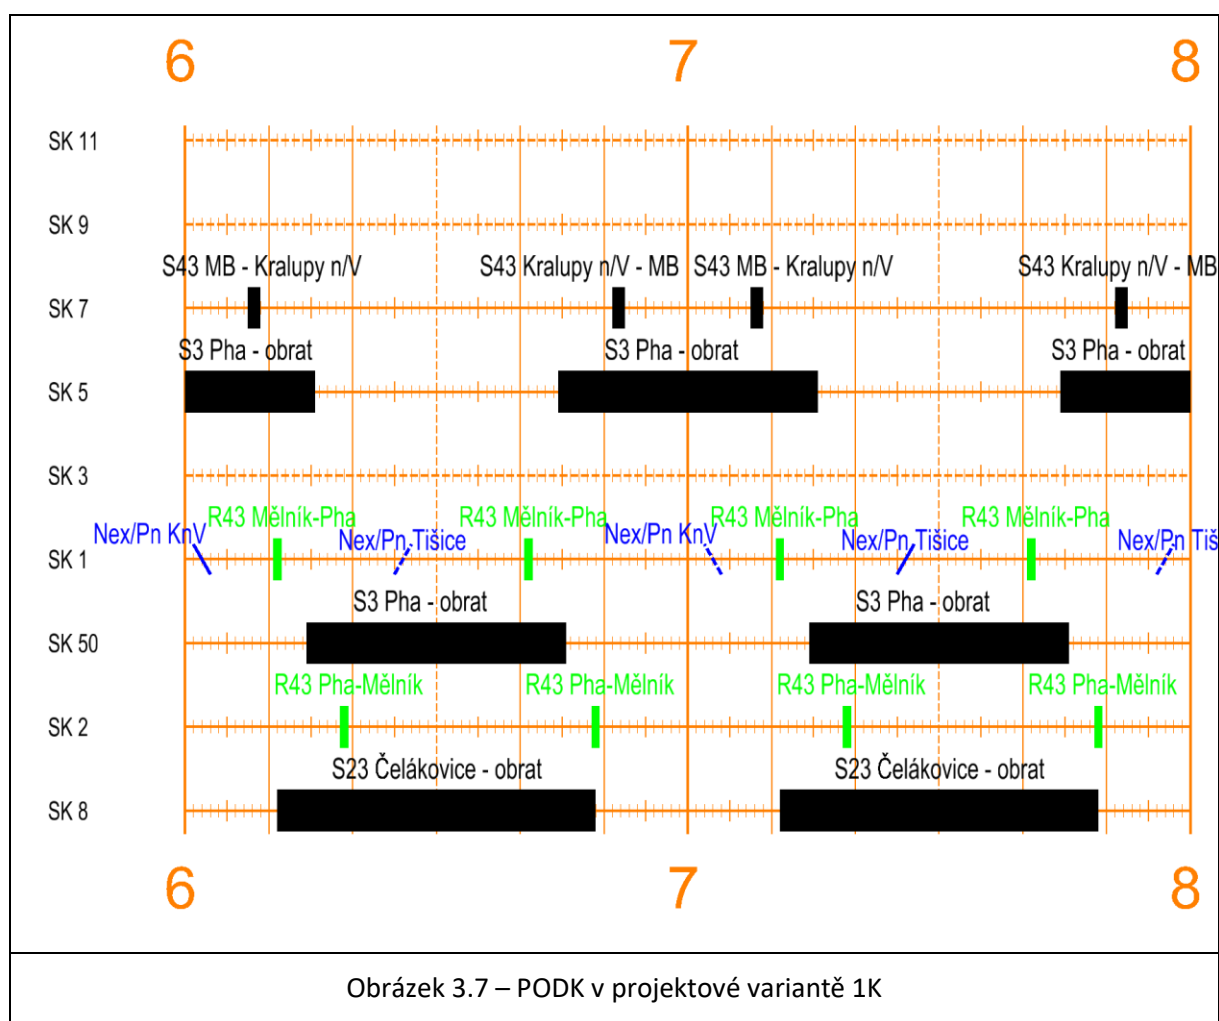 6 7 8
SK 11
SK 9
S43 MB - Kralupy n/V S43 Kralupy n/V - MB S43 MB - Kralupy n/V S43 Kralupy n/V - MB
SK 7
S3 Pha - obrat S3 Pha - obrat S3 Pha - obrat
SK 5
SK 3
R43 Mělník-Pha R43 Mělník-Pha R43 Mělník-Pha R43 Mělník-Pha
Nex/Pn KnV Nex/Pn Tišice Nex/Pn KnV Nex/Pn Tišice Nex/Pn Tiš
SK 1
S3 Pha - obrat S3 Pha - obrat
SK 50
R43 Pha-Mělník R43 Pha-Mělník R43 Pha-Mělník R43 Pha-Mělník
SK 2
S23 Čelákovice - obrat S23 Čelákovice - obrat
SK 8
6 7 8
Obrázek 3.7 – PODK v projektové variantě 1K